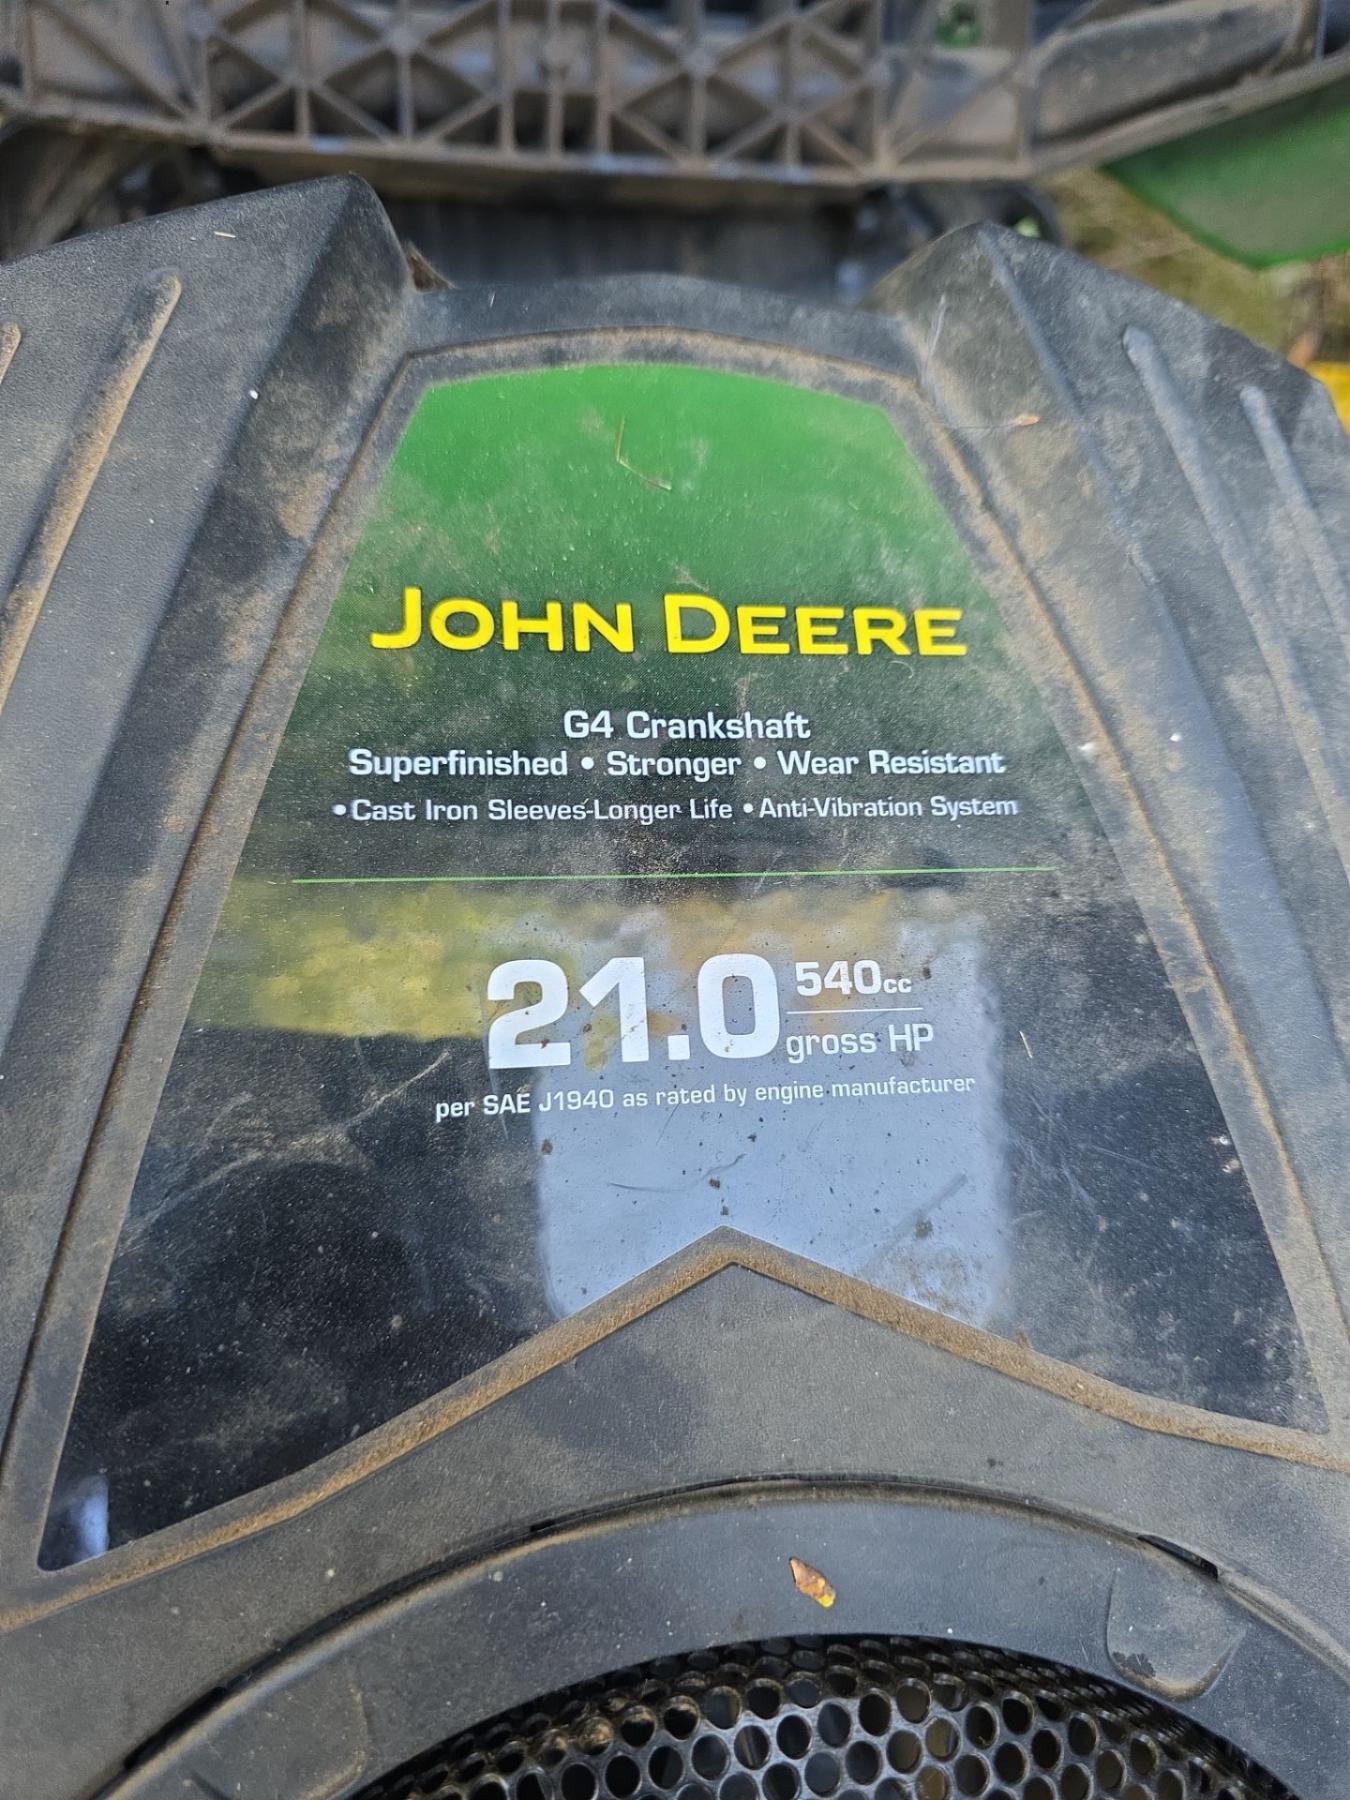 JOHN DEERE
G4 Crankshaft
Superfinished • Stronger • Wear Resistant
•Cast Iron Sleeves-Longer Life • Anti-Vibration System
21.0 540cc
gross HP
per SAE J1940 as rated by engine manufacturer